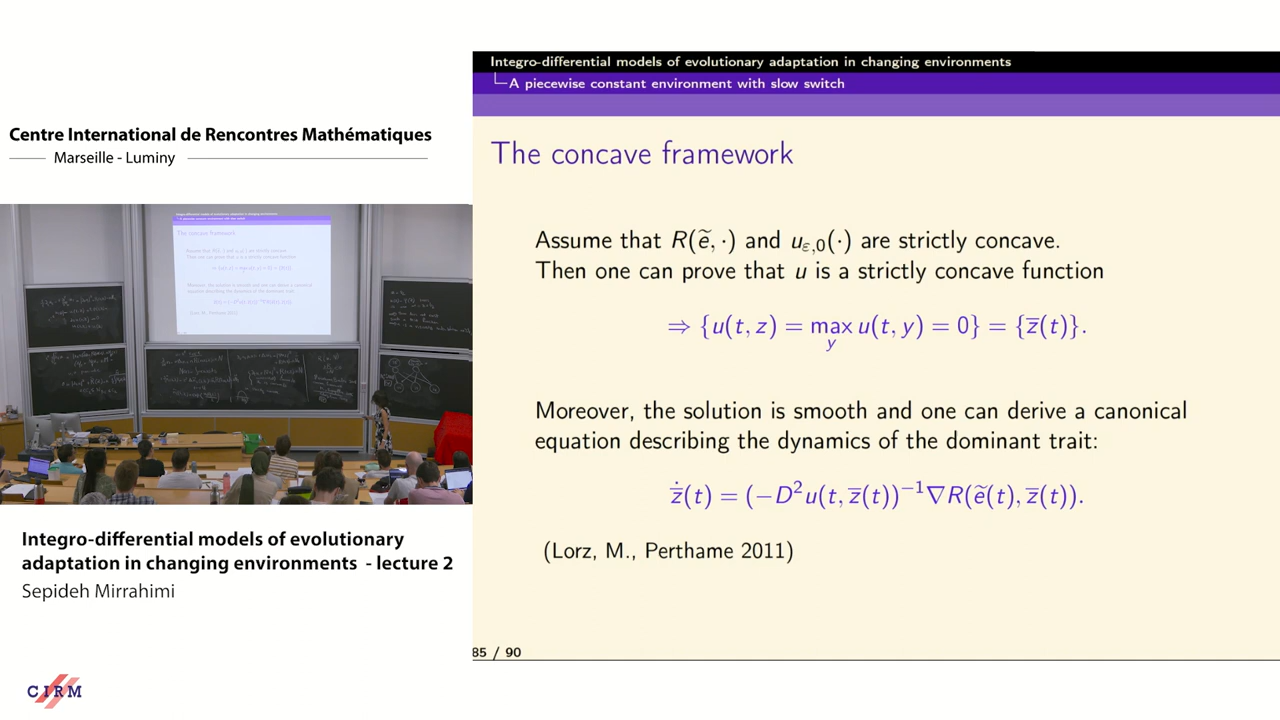 Centre International de Rencontres Mathématiques
Marseille - Luminy
Integro-differential models of evolutionary
adaptation in changing environments - lecture 2
Sepideh Mirrahimi
CIRM
Integro-differential models of evolutionary adaptation in changing environments
A piecewise constant environment with slow switch
The concave framework
Assume that R(ẽ, ·) and u_{ε,0}(·) are strictly concave.
Then one can prove that u is a strictly concave function
⇒ {u(t, z) = max_y u(t, y) = 0} = {z̅(t)}.
Moreover, the solution is smooth and one can derive a canonical
equation describing the dynamics of the dominant trait:
ż̅(t) = (−D²u(t, z̅(t)))⁻¹∇R(ẽ(t), z̅(t)).
(Lorz, M., Perthame 2011)
85 / 90